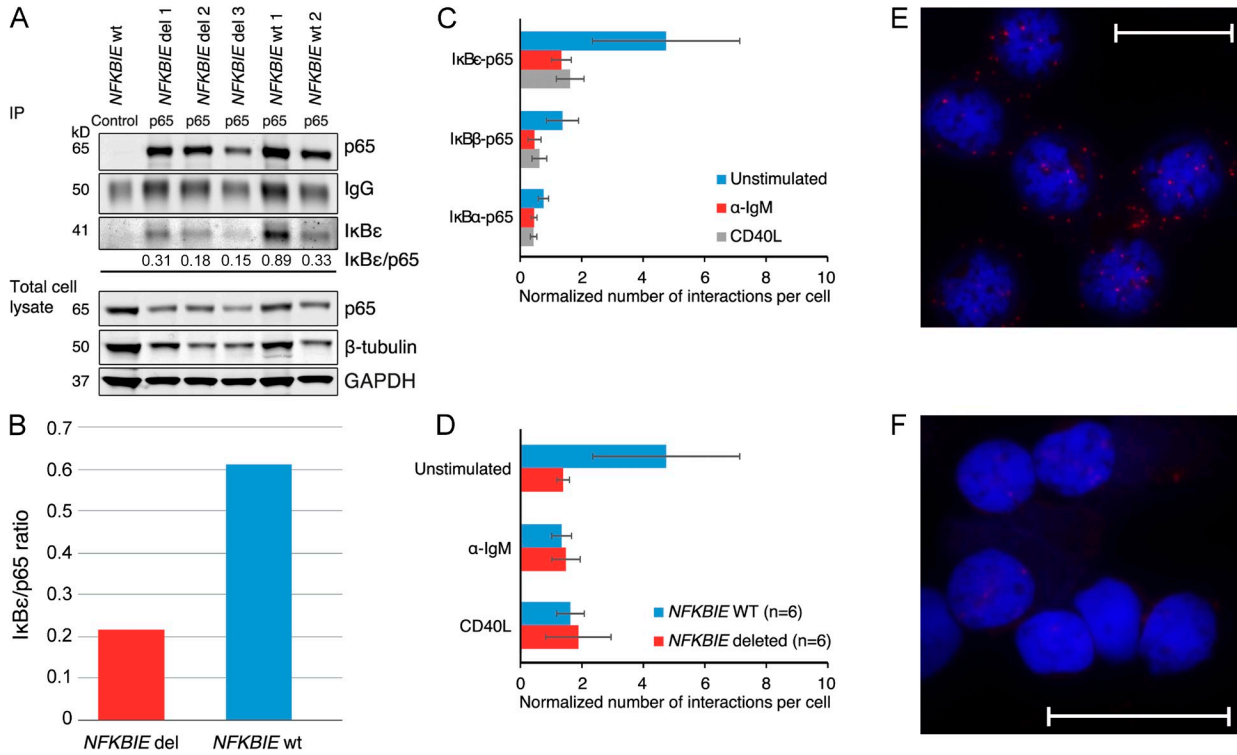 A
NFKBIE wt
NFKBIE del 1
NFKBIE del 2
NFKBIE del 3
NFKBIE wt 1
NFKBIE wt 2
IP
Control p65 p65 p65 p65 p65
kD
65 p65
50 IgG
41 IκBε
0.31 0.18 0.15 0.89 0.33 IκBε/p65
Total cell
lysate
65 p65
50 β-tubulin
37 GAPDH
B
IκBε/p65 ratio
0.7
0.6
0.5
0.4
0.3
0.2
0.1
0
NFKBIE del NFKBIE wt
C
IκBε-p65
IκBβ-p65
IκBα-p65
Unstimulated
α-IgM
CD40L
0 2 4 6 8 10
Normalized number of interactions per cell
D
Unstimulated
α-IgM
CD40L
NFKBIE WT (n=6)
NFKBIE deleted (n=6)
0 2 4 6 8 10
Normalized number of interactions per cell
E
F